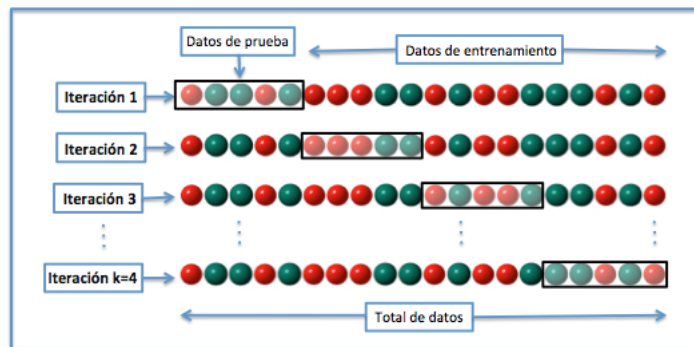 Datos de prueba
Datos de entrenamiento
Iteración 1
Iteración 2
Iteración 3
Iteración k=4
Total de datos